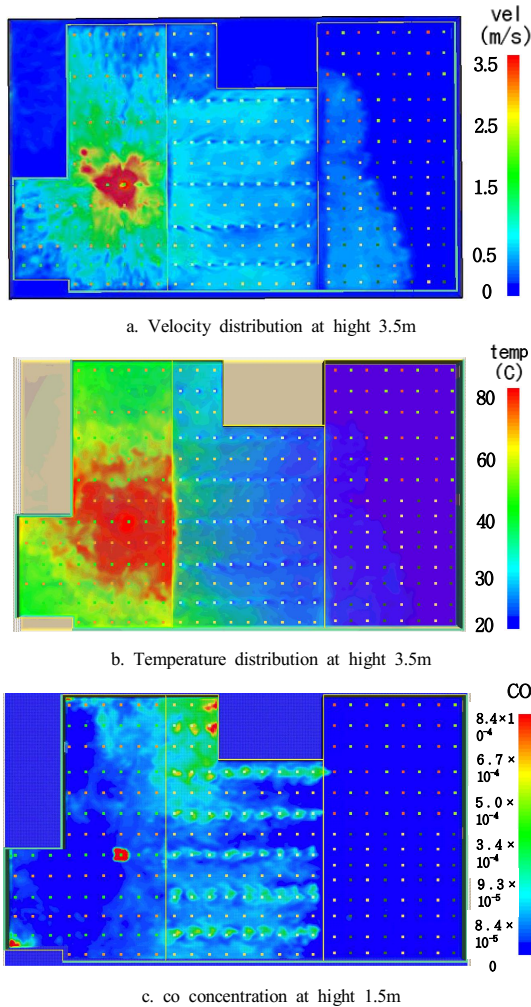 vel
(m/s)
3.5
2.5
1.5
0.5
0
a. Velocity distribution at hight 3.5m
temp
(C)
80
60
40
30
20
b. Temperature distribution at hight 3.5m
CO
8.4×1
0⁻⁴
6.7×
10⁻⁴
5.0×
10⁻⁴
3.4×
10⁻⁴
9.3×
10⁻⁵
8.4×
10⁻⁵
0
c. co concentration at hight 1.5m